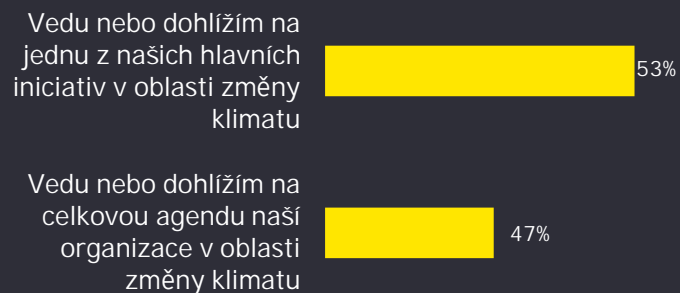 Vedu nebo dohlížím na
jednu z našich hlavních
iniciativ v oblasti změny
klimatu
53%
Vedu nebo dohlížím na
celkovou agendu naší
organizace v oblasti
změny klimatu
47%